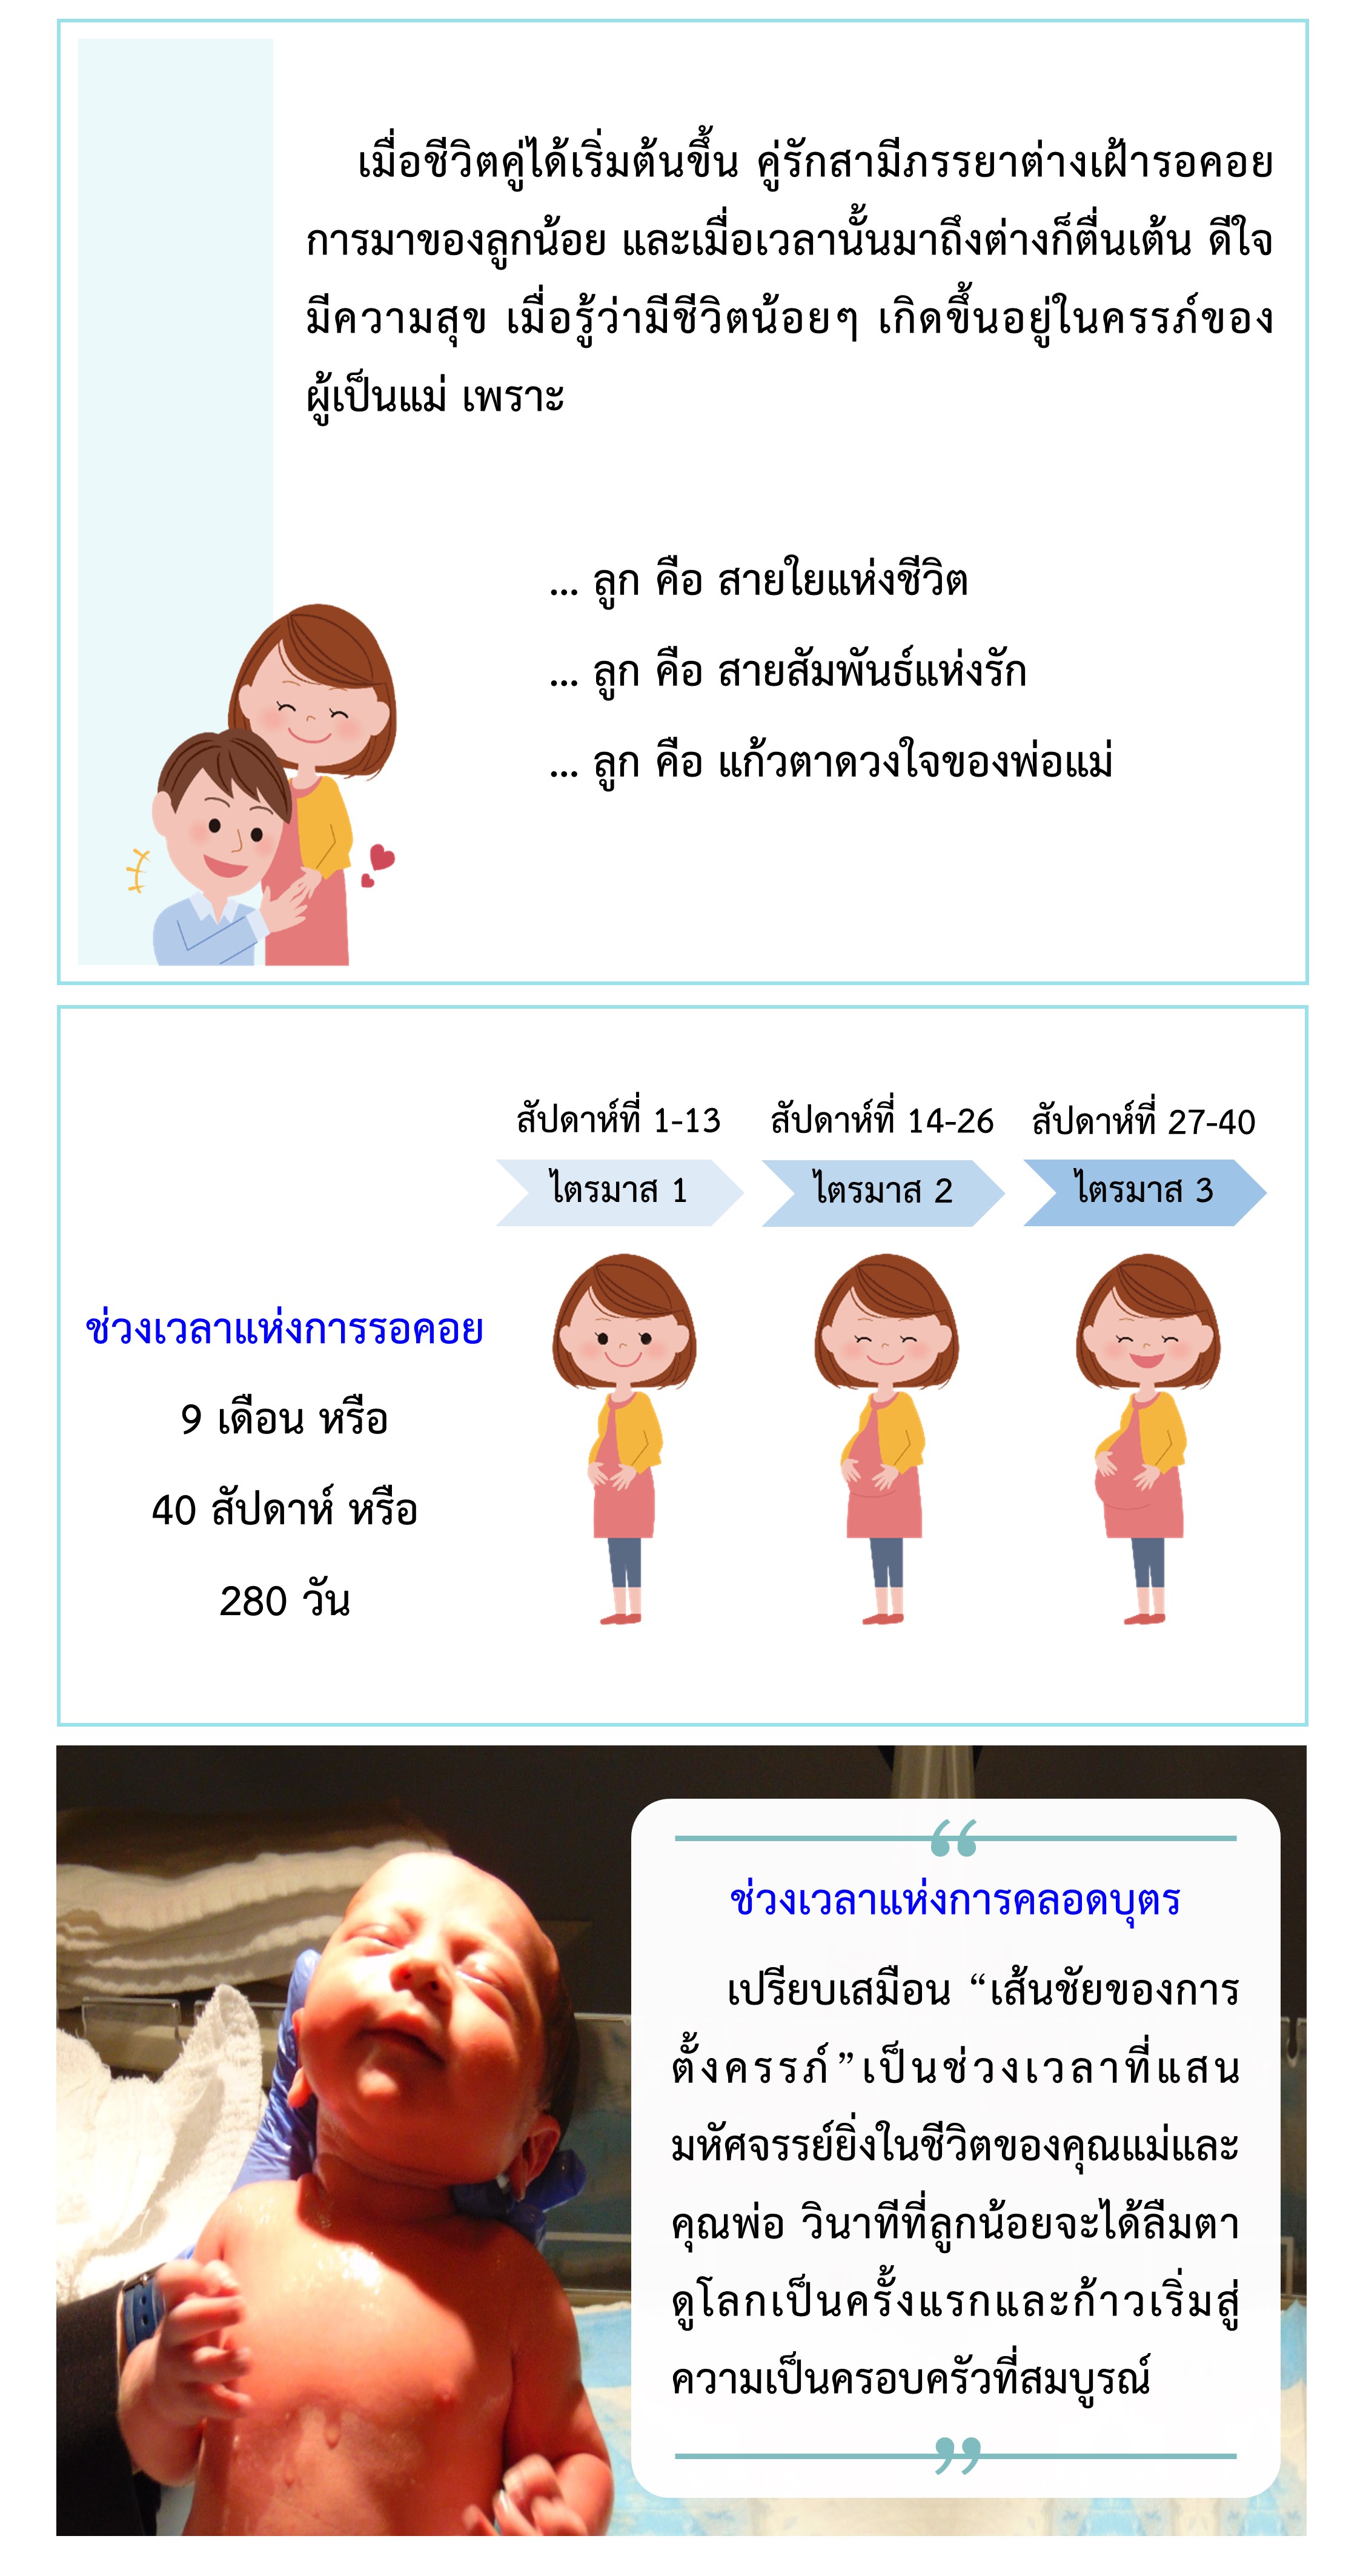 เมื่อชีวิตคู่ได้เริ่มต้นขึ้น คู่รักสามีภรรยาต่างเฝ้ารอคอย
การมาของลูกน้อย และเมื่อเวลานั้นมาถึงต่างก็ตื่นเต้น ดีใจ
มีความสุข เมื่อรู้ว่ามีชีวิตน้อยๆ เกิดขึ้นอยู่ในครรภ์ของ
ผู้เป็นแม่ เพราะ
... ลูก คือ สายใยแห่งชีวิต
... ลูก คือ สายสัมพันธ์แห่งรัก
... ลูก คือ แก้วตาดวงใจของพ่อแม่
สัปดาห์ที่ 1-13 สัปดาห์ที่ 14-26 สัปดาห์ที่ 27-40
ไตรมาส 1 ไตรมาส 2 ไตรมาส 3
ช่วงเวลาแห่งการรอคอย
9 เดือน หรือ
40 สัปดาห์ หรือ
280 วัน
“
ช่วงเวลาแห่งการคลอดบุตร
เปรียบเสมือน “เส้นชัยของการ
ตั้งครรภ์”เป็นช่วงเวลาที่แสน
มหัศจรรย์ยิ่งในชีวิตของคุณแม่และ
คุณพ่อ วินาทีที่ลูกน้อยจะได้ลืมตา
ดูโลกเป็นครั้งแรกและก้าวเริ่มสู่
ความเป็นครอบครัวที่สมบูรณ์
”